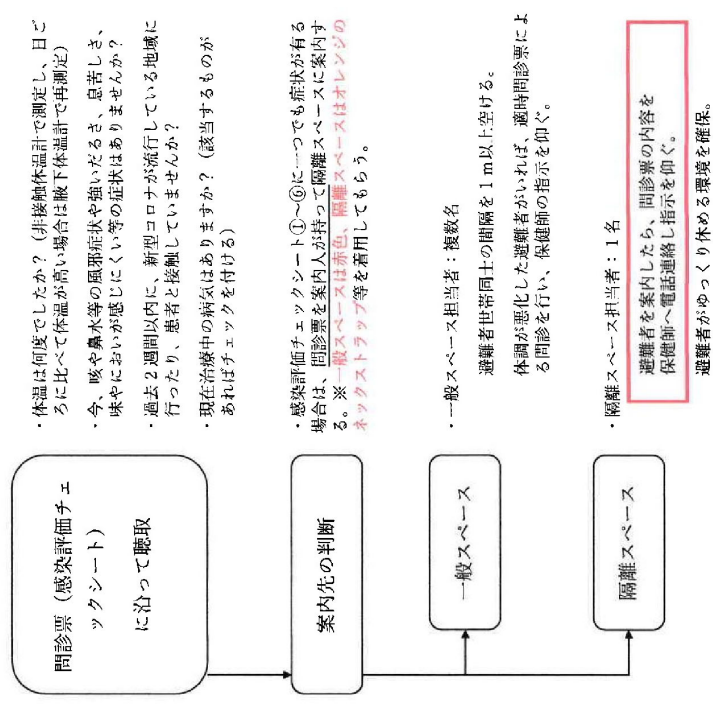 問診票（感染評価チェ
ックシート）
に沿って聴取
・体温は何度でしたか？（非接触体温計で測定し、日ご
ろに比べて体温が高い場合は腋下体温計で再測定）
・今、咳や鼻水等の風邪症状や強いだるさ、息苦しさ、
味やにおいが感じにくい等の症状はありませんか？
・過去２週間以内に、新型コロナが流行している地域に
行ったり、患者と接触していませんか？
・現在治療中の病気はありますか？（該当するものが
あればチェックを付ける）
案内先の判断
・感染評価チェックシート①～⑥に一つでも症状が有る
場合は、問診票を案内人が持って隔離スペースに案内す
る。※一般スペースは赤色、隔離スペースはオレンジの
ネックストラップ等を着用してもらう。
一般スペース
・一般スペース担当者：複数名
避難者世帯同士の間隔を１ｍ以上空ける。
体調が悪化した避難者がいれば、適時問診票によ
る問診を行い、保健師の指示を仰ぐ。
隔離スペース
・隔離スペース担当者：１名
避難者を案内したら、問診票の内容を
保健師へ電話連絡し指示を仰ぐ。
避難者がゆっくり休める環境を確保。